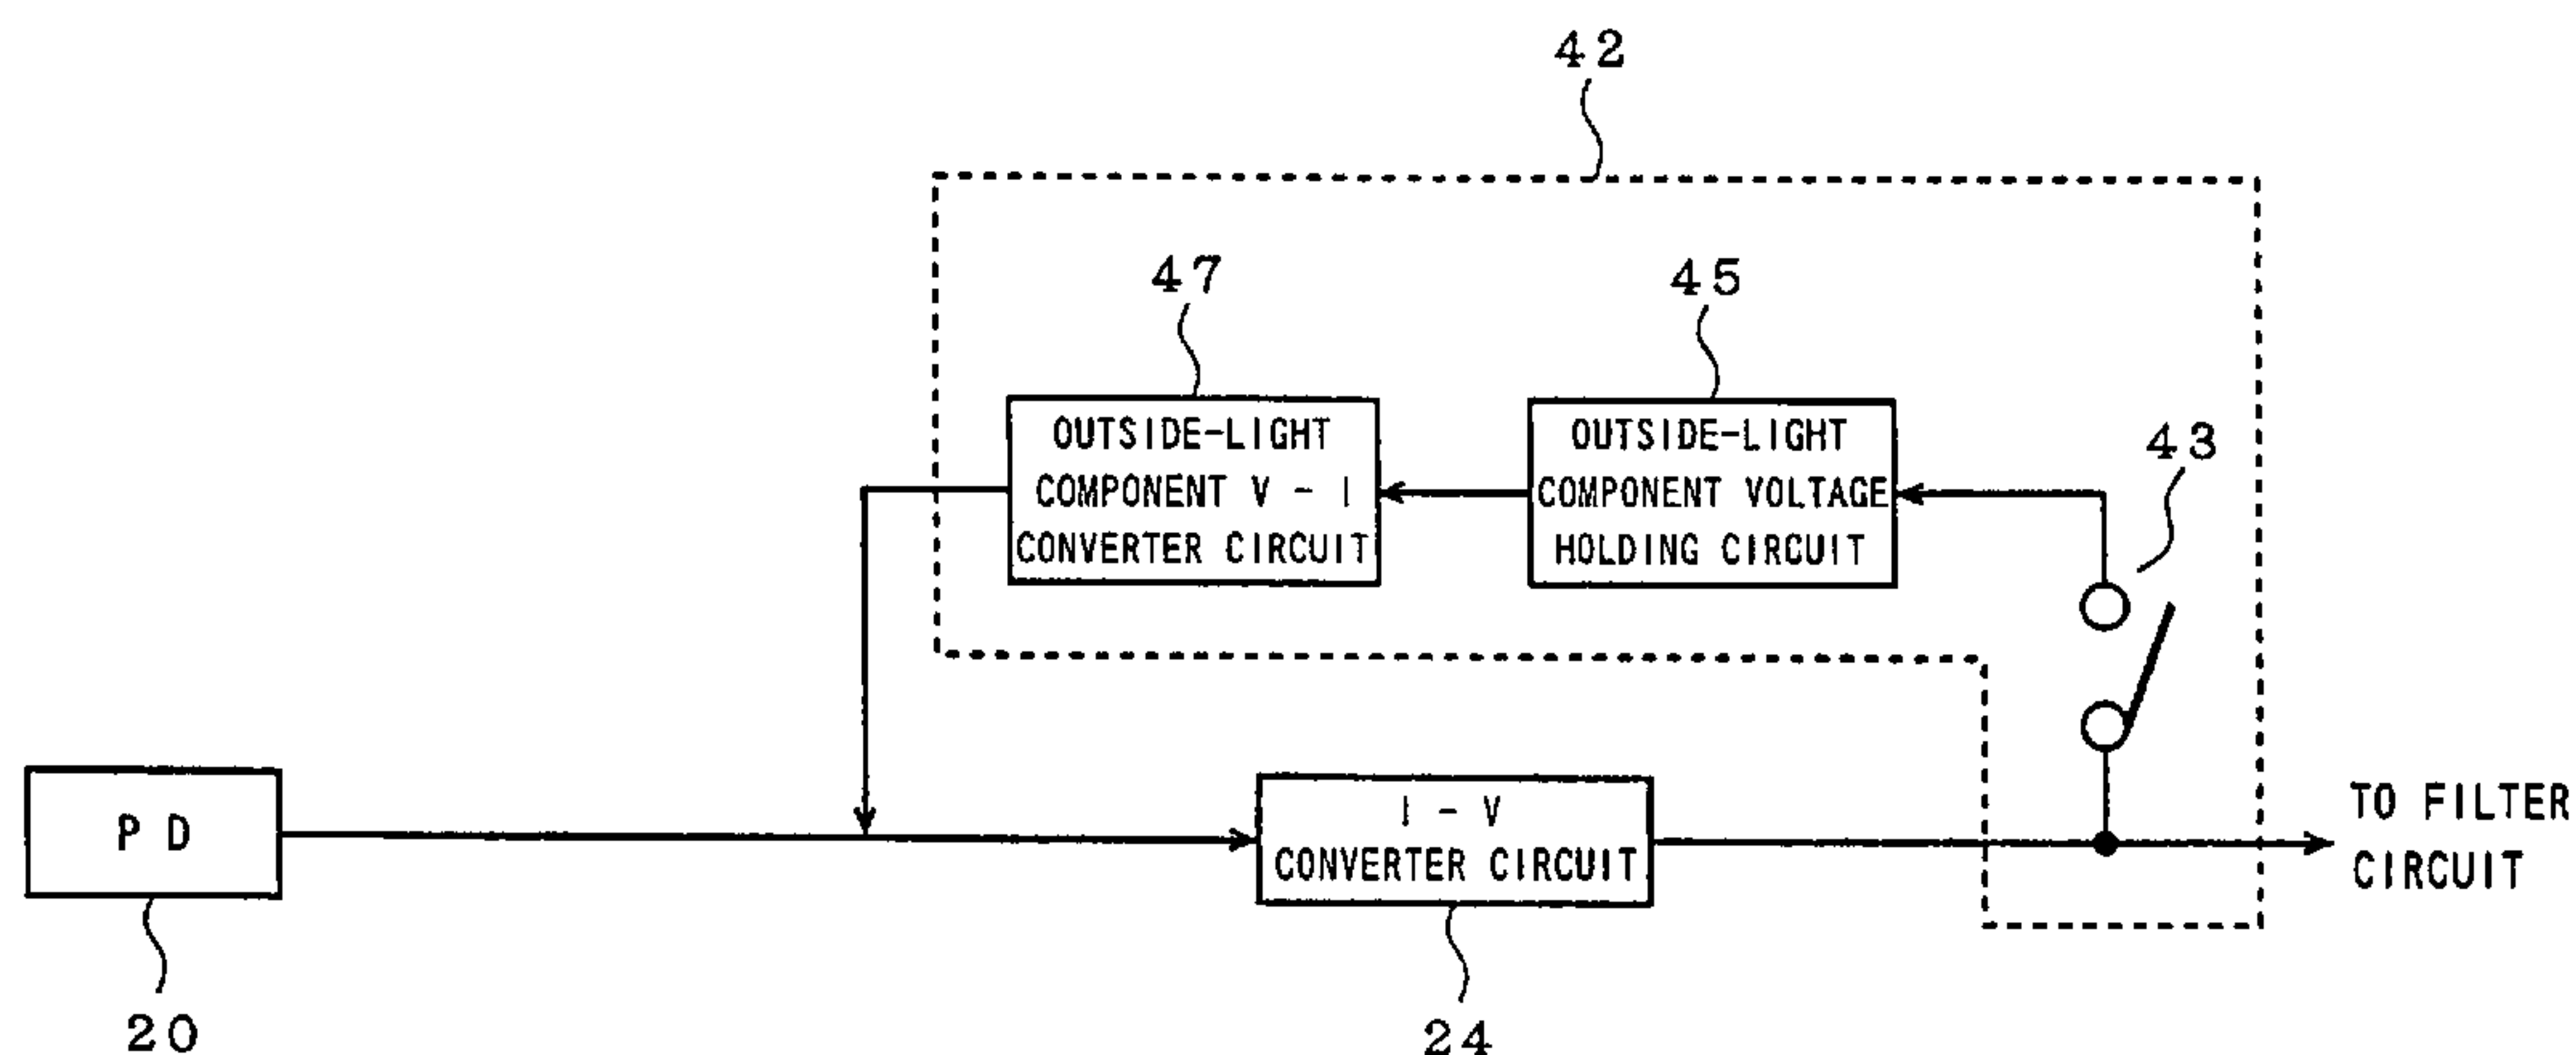 42
47
45
43
OUTSIDE-LIGHT
COMPONENT V - I
CONVERTER CIRCUIT
OUTSIDE-LIGHT
COMPONENT VOLTAGE
HOLDING CIRCUIT
P D
I - V
CONVERTER CIRCUIT
TO FILTER
CIRCUIT
20
24